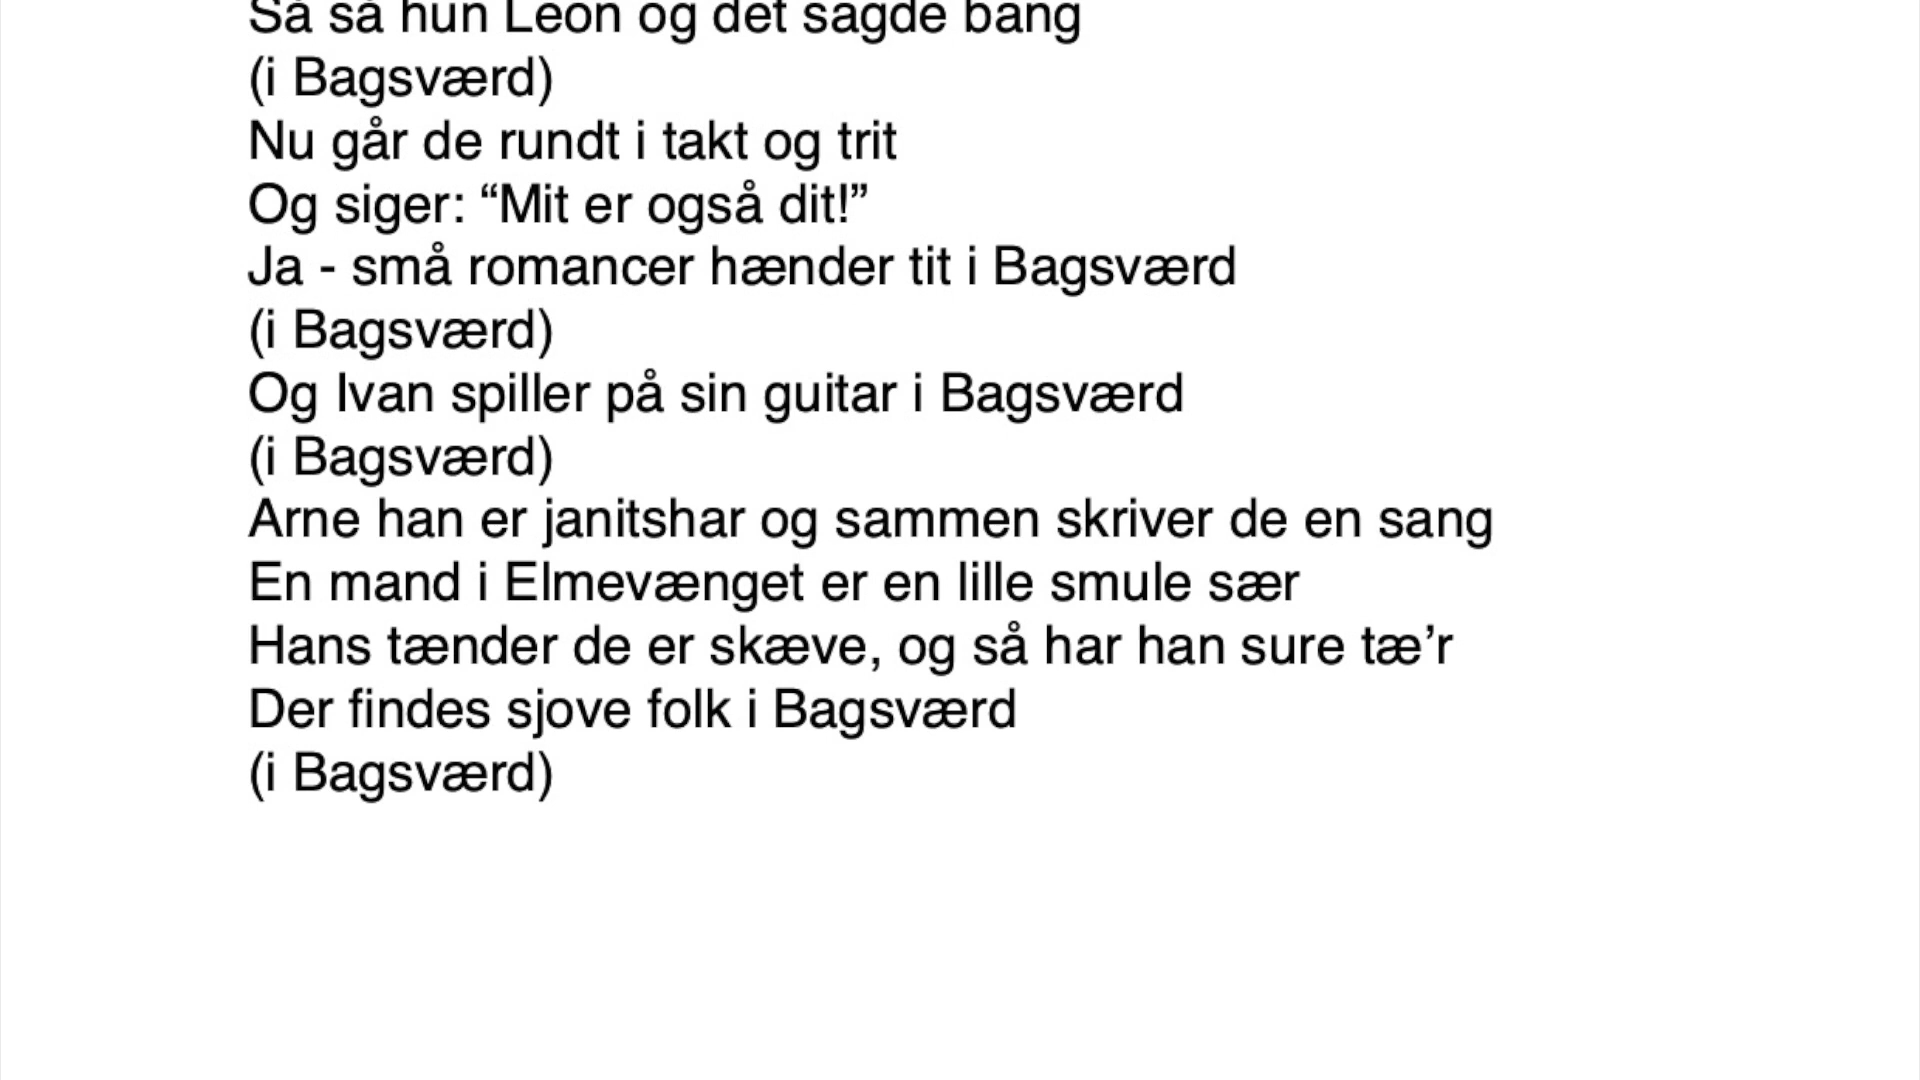 Så så hun Leon og det sagde bang
(i Bagsværd)
Nu går de rundt i takt og trit
Og siger: “Mit er også dit!”
Ja - små romancer hænder tit i Bagsværd
(i Bagsværd)
Og Ivan spiller på sin guitar i Bagsværd
(i Bagsværd)
Arne han er janitshar og sammen skriver de en sang
En mand i Elmevænget er en lille smule sær
Hans tænder de er skæve, og så har han sure tæ’r
Der findes sjove folk i Bagsværd
(i Bagsværd)